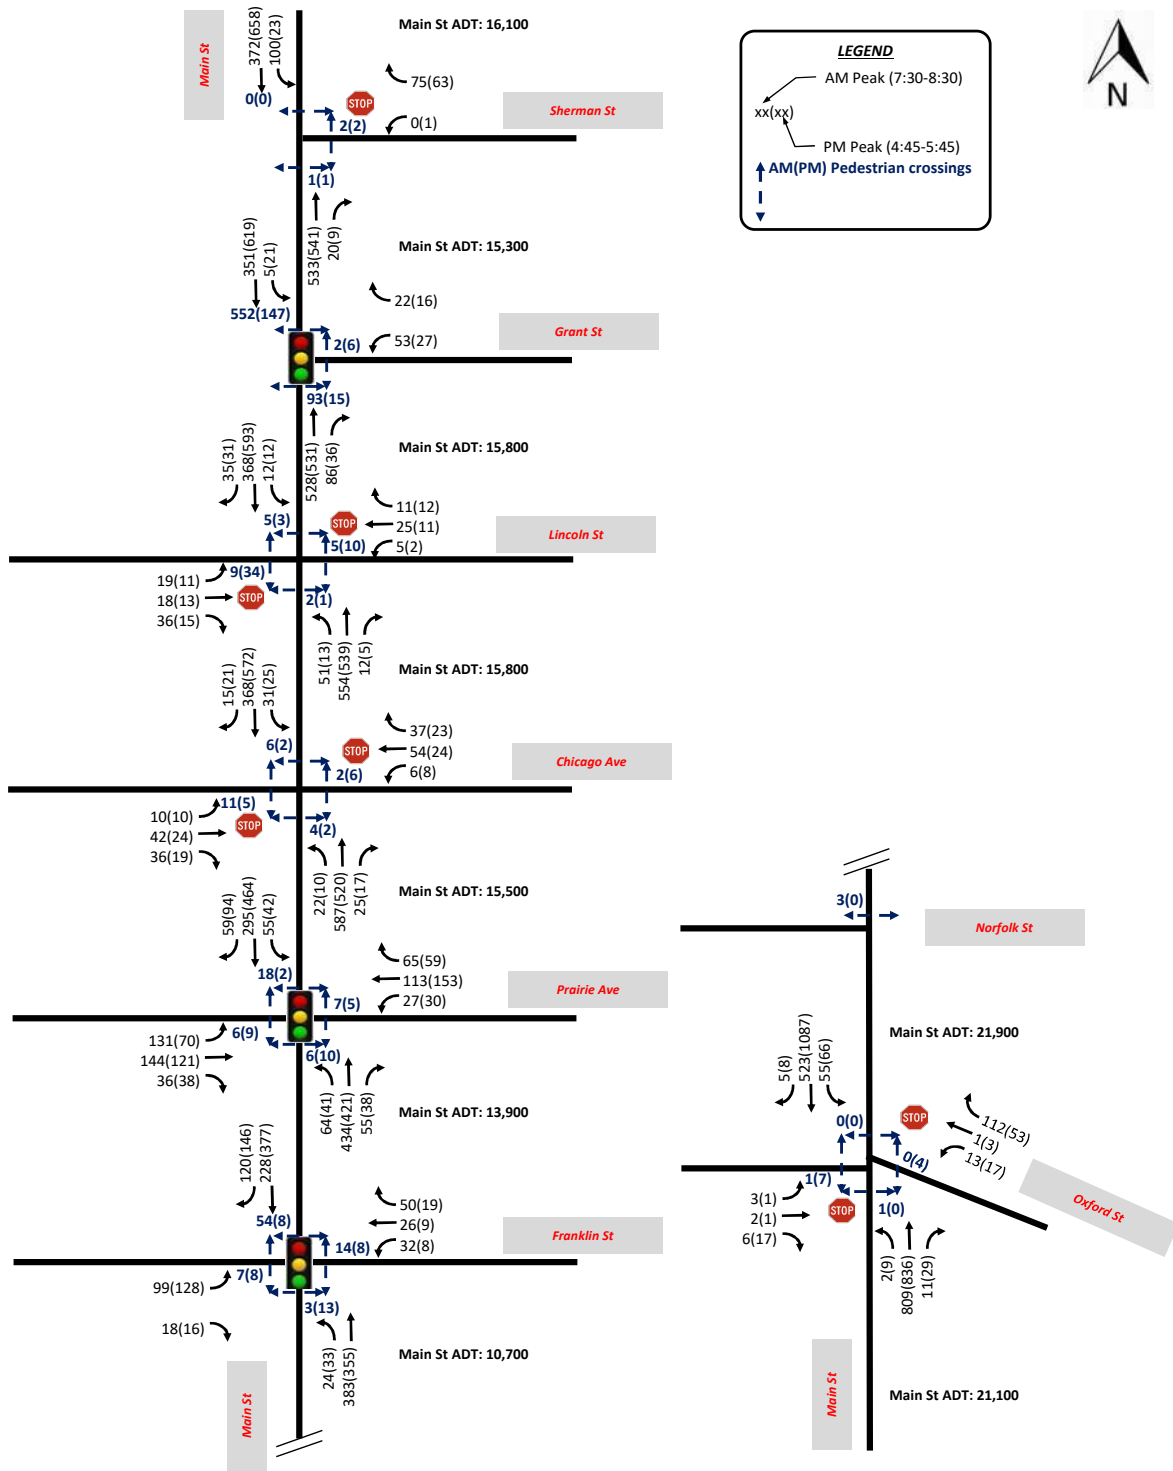 Main St
372(658)
100(23)
Main St ADT: 16,100
75(63)
0(0)
STOP
2(2)
Sherman St
0(1)
1(1)
533(541)
20(9)
LEGEND
AM Peak (7:30-8:30)
xx(xx)
PM Peak (4:45-5:45)
AM(PM) Pedestrian crossings
N
351(619)
5(21)
Main St ADT: 15,300
22(16)
552(147)
2(6)
Grant St
53(27)
93(15)
528(531)
86(36)
35(31)
368(593)
12(12)
Main St ADT: 15,800
11(12)
25(11)
5(2)
5(3)
STOP
5(10)
Lincoln St
9(34)
19(11)
18(13)
36(15)
STOP
2(1)
51(13)
554(539)
12(5)
15(21)
368(572)
31(25)
Main St ADT: 15,800
37(23)
54(24)
6(8)
6(2)
STOP
2(6)
Chicago Ave
11(5)
10(10)
42(24)
36(19)
STOP
4(2)
22(10)
587(520)
25(17)
59(94)
295(464)
55(42)
Main St ADT: 15,500
65(59)
113(153)
27(30)
18(2)
7(5)
Prairie Ave
6(9)
131(70)
144(121)
36(38)
6(10)
64(41)
434(421)
55(38)
120(146)
228(377)
Main St ADT: 13,900
50(19)
26(9)
32(8)
54(8)
14(8)
Franklin St
7(8)
99(128)
18(16)
3(13)
24(33)
383(355)
Main St ADT: 10,700
Main St
3(0)
Norfolk St
5(8)
523(1087)
55(66)
Main St ADT: 21,900
0(0)
STOP
112(53)
1(3)
13(17)
0(4)
Oxford St
1(7)
3(1)
2(1)
6(17)
STOP
1(0)
2(9)
809(836)
11(29)
Main St
Main St ADT: 21,100